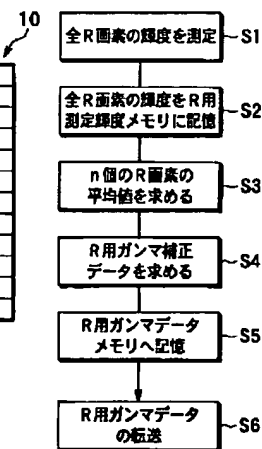 10
全R画素の輝度を測定 S1
全R画素の輝度をR用
測定輝度メモリに記憶 S2
n個のR画素の
平均値を求める S3
R用ガンマ補正
データを求める S4
R用ガンマデータ
メモリへ記憶 S5
R用ガンマデータ
の転送 S6